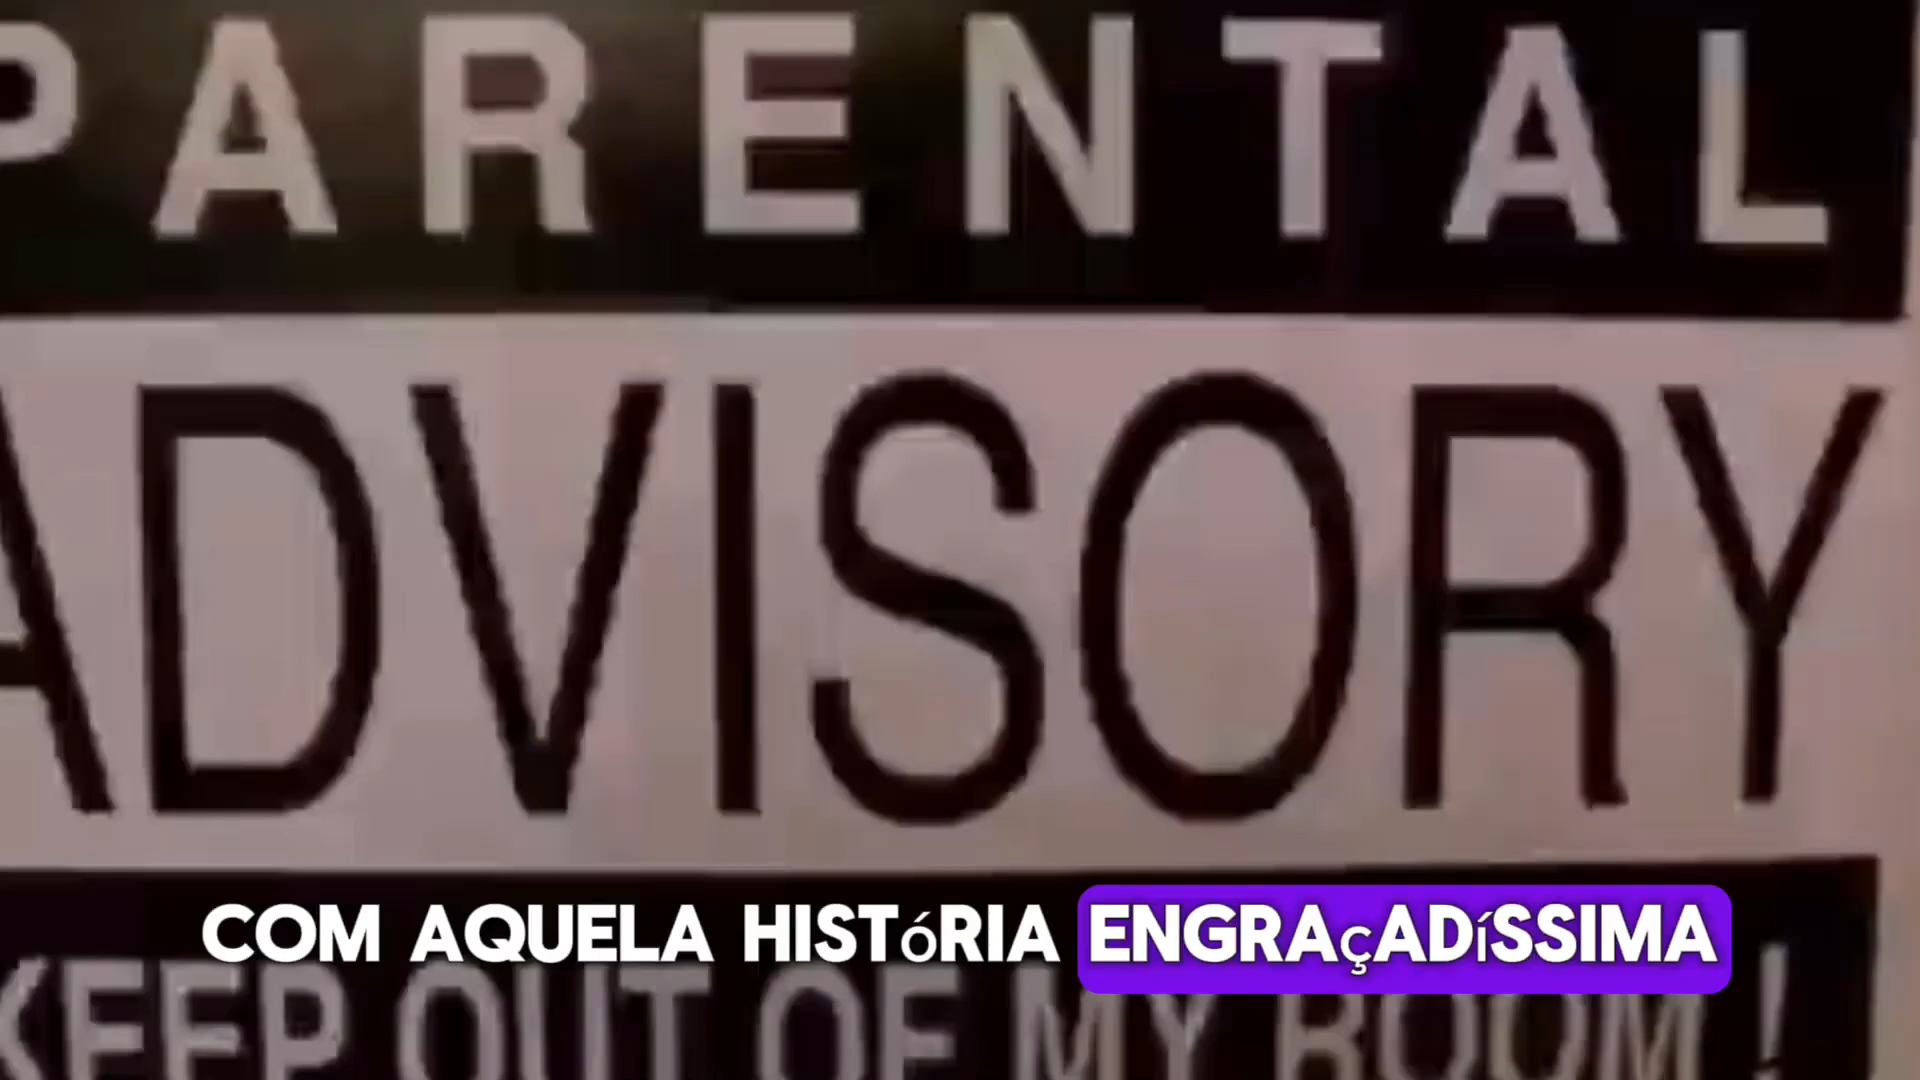 PARENTAL
ADVISORY
COM AQUELA HISTÓRIA ENGRAÇADÍSSIMA
KEEP OUT OF MY ROOM !